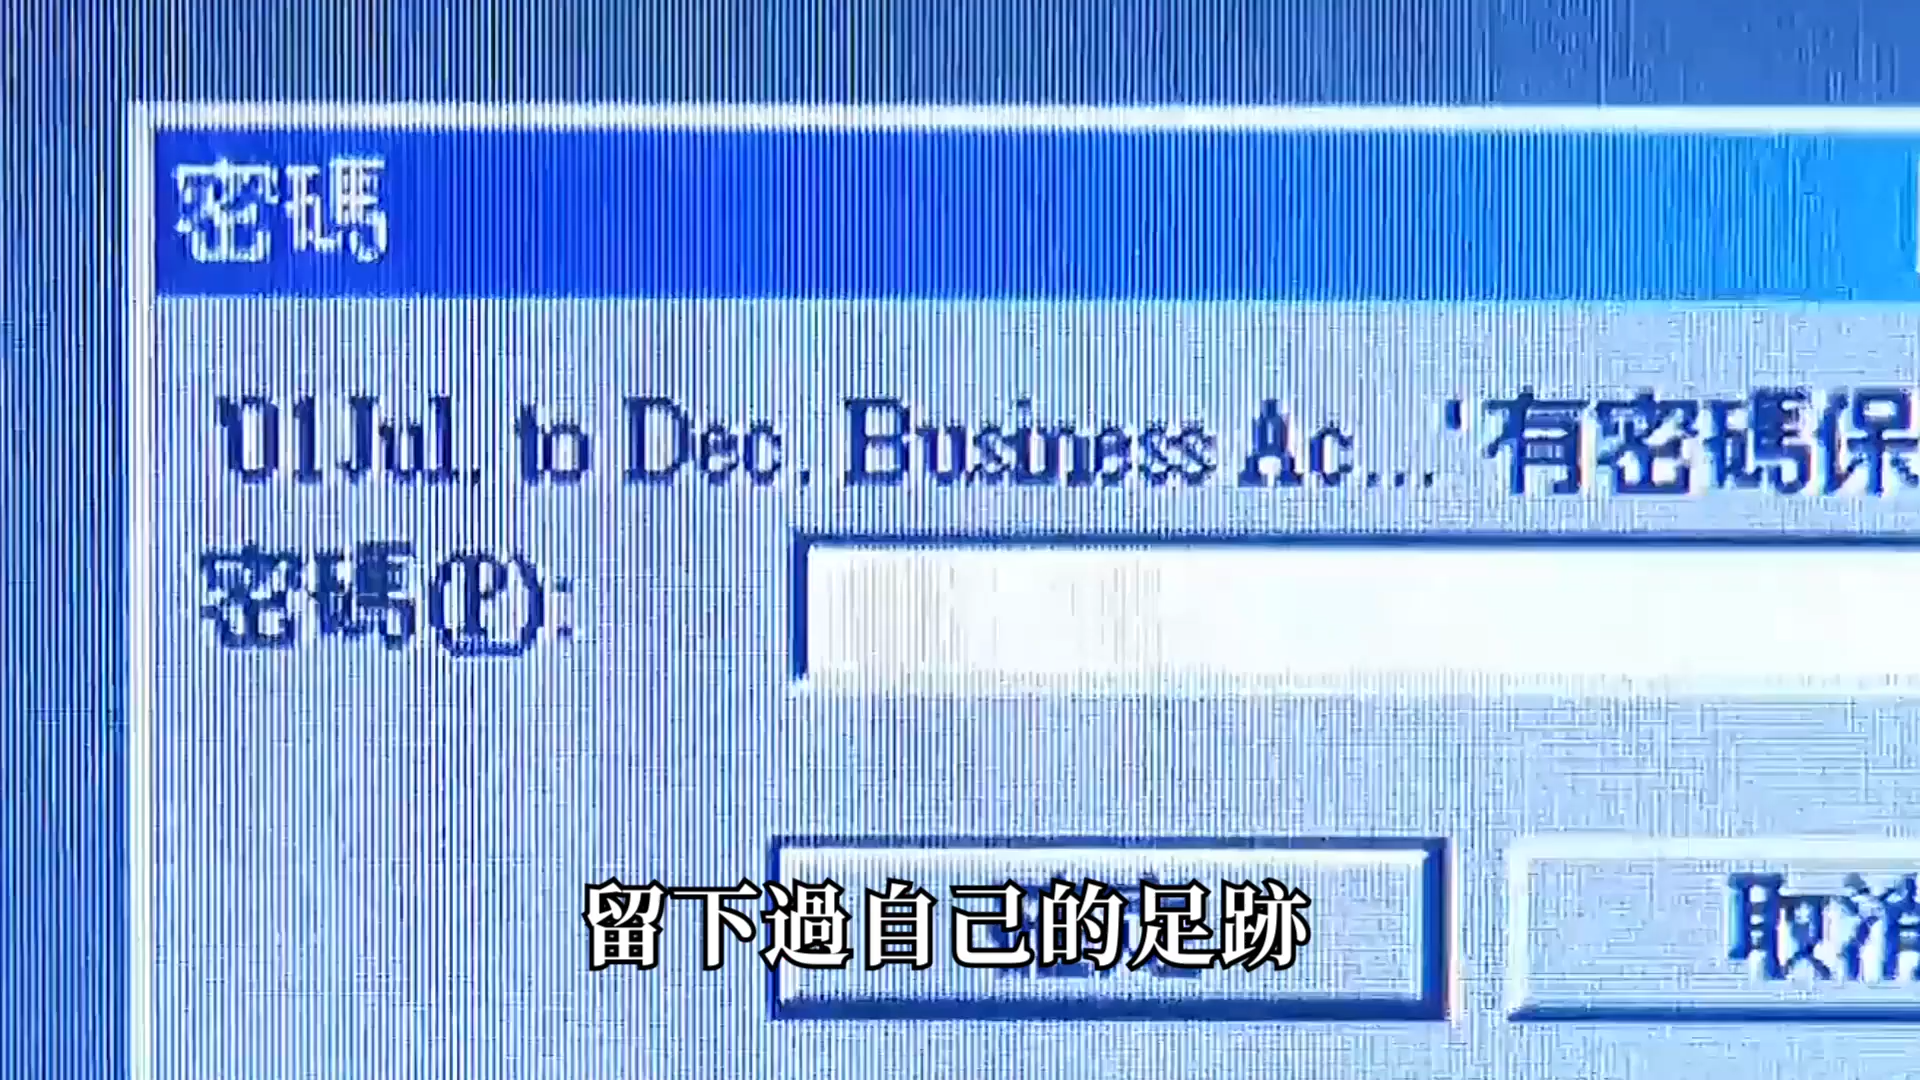 密碼
'01Jul. to Dec. Business Ac...'有密碼保
密碼(P):
取消
留下過自己的足跡